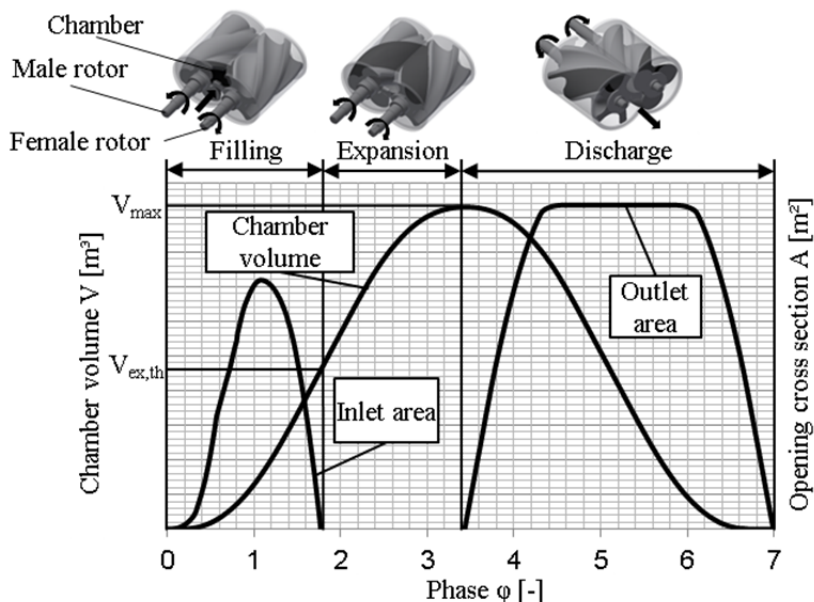 Chamber
Male rotor
Female rotor
Filling
Expansion
Discharge
Vmax
Chamber
volume
Outlet
area
Vex,th
Inlet area
Chamber volume V [m³]
Opening cross section A [m²]
0 1 2 3 4 5 6 7
Phase φ [-]